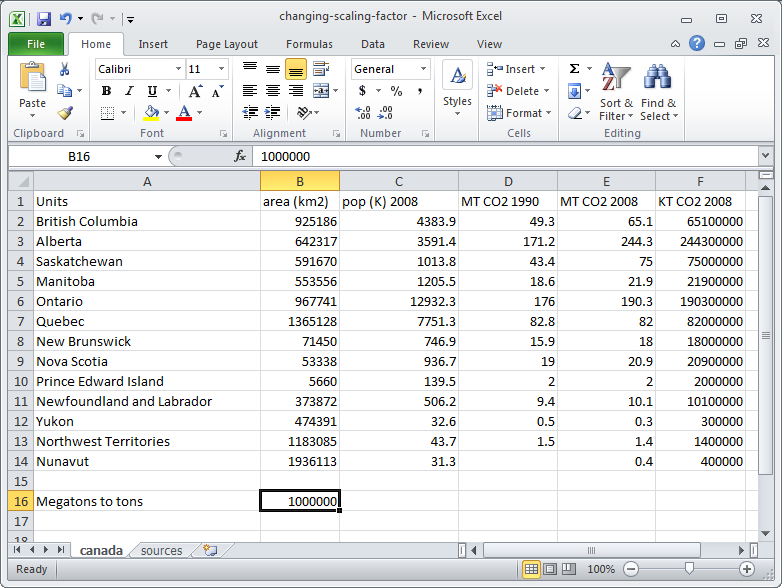 changing-scaling-factor - Microsoft Excel
File Home Insert Page Layout Formulas Data Review View
Calibri 11 General Insert Σ
Paste B I U A A $ % , Styles Delete Sort & Find &
A .00 .0 Format Filter Select
Clipboard Font Alignment Number Cells Editing
B16 fx 1000000
A B C D E F
1 Units area (km2) pop (K) 2008 MT CO2 1990 MT CO2 2008 KT CO2 2008
2 British Columbia 925186 4383.9 49.3 65.1 65100000
3 Alberta 642317 3591.4 171.2 244.3 244300000
4 Saskatchewan 591670 1013.8 43.4 75 75000000
5 Manitoba 553556 1205.5 18.6 21.9 21900000
6 Ontario 967741 12932.3 176 190.3 190300000
7 Quebec 1365128 7751.3 82.8 82 82000000
8 New Brunswick 71450 746.9 15.9 18 18000000
9 Nova Scotia 53338 936.7 19 20.9 20900000
10 Prince Edward Island 5660 139.5 2 2 2000000
11 Newfoundland and Labrador 373872 506.2 9.4 10.1 10100000
12 Yukon 474391 32.6 0.5 0.3 300000
13 Northwest Territories 1183085 43.7 1.5 1.4 1400000
14 Nunavut 1936113 31.3 0.4 400000
15
16 Megatons to tons 1000000
17
18
canada sources
Ready 100%